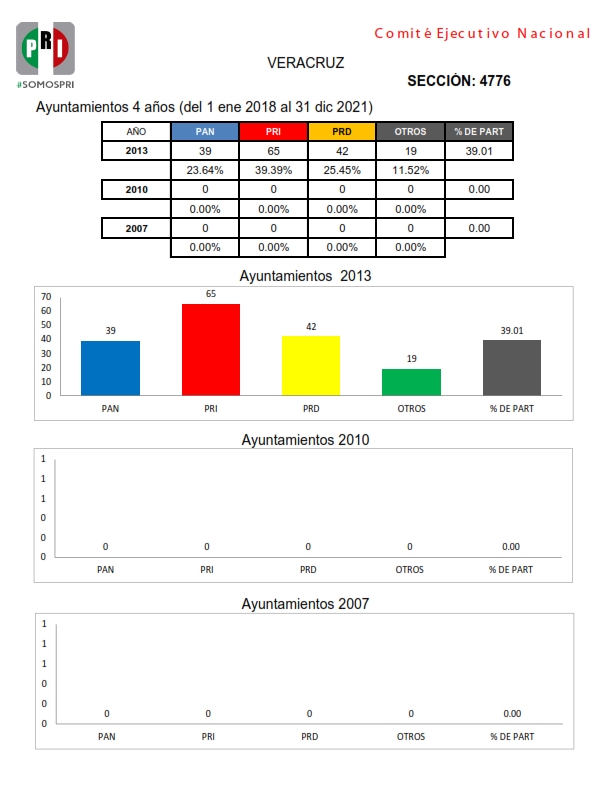 Comité Ejecutivo Nacional
PRI
#SOMOSPRI
VERACRUZ
SECCIÓN: 4776
Ayuntamientos 4 años (del 1 ene 2018 al 31 dic 2021)
AÑO PAN PRI PRD OTROS % DE PART
2013 39 65 42 19 39.01
23.64% 39.39% 25.45% 11.52%
2010 0 0 0 0 0.00
0.00% 0.00% 0.00% 0.00%
2007 0 0 0 0 0.00
0.00% 0.00% 0.00% 0.00%
Ayuntamientos 2013
70
60
50
40
30
20
10
0
39 65 42 19 39.01
PAN PRI PRD OTROS % DE PART
Ayuntamientos 2010
1
1
1
0
0
0
0 0 0 0 0.00
PAN PRI PRD OTROS % DE PART
Ayuntamientos 2007
1
1
1
0
0
0
0 0 0 0 0.00
PAN PRI PRD OTROS % DE PART